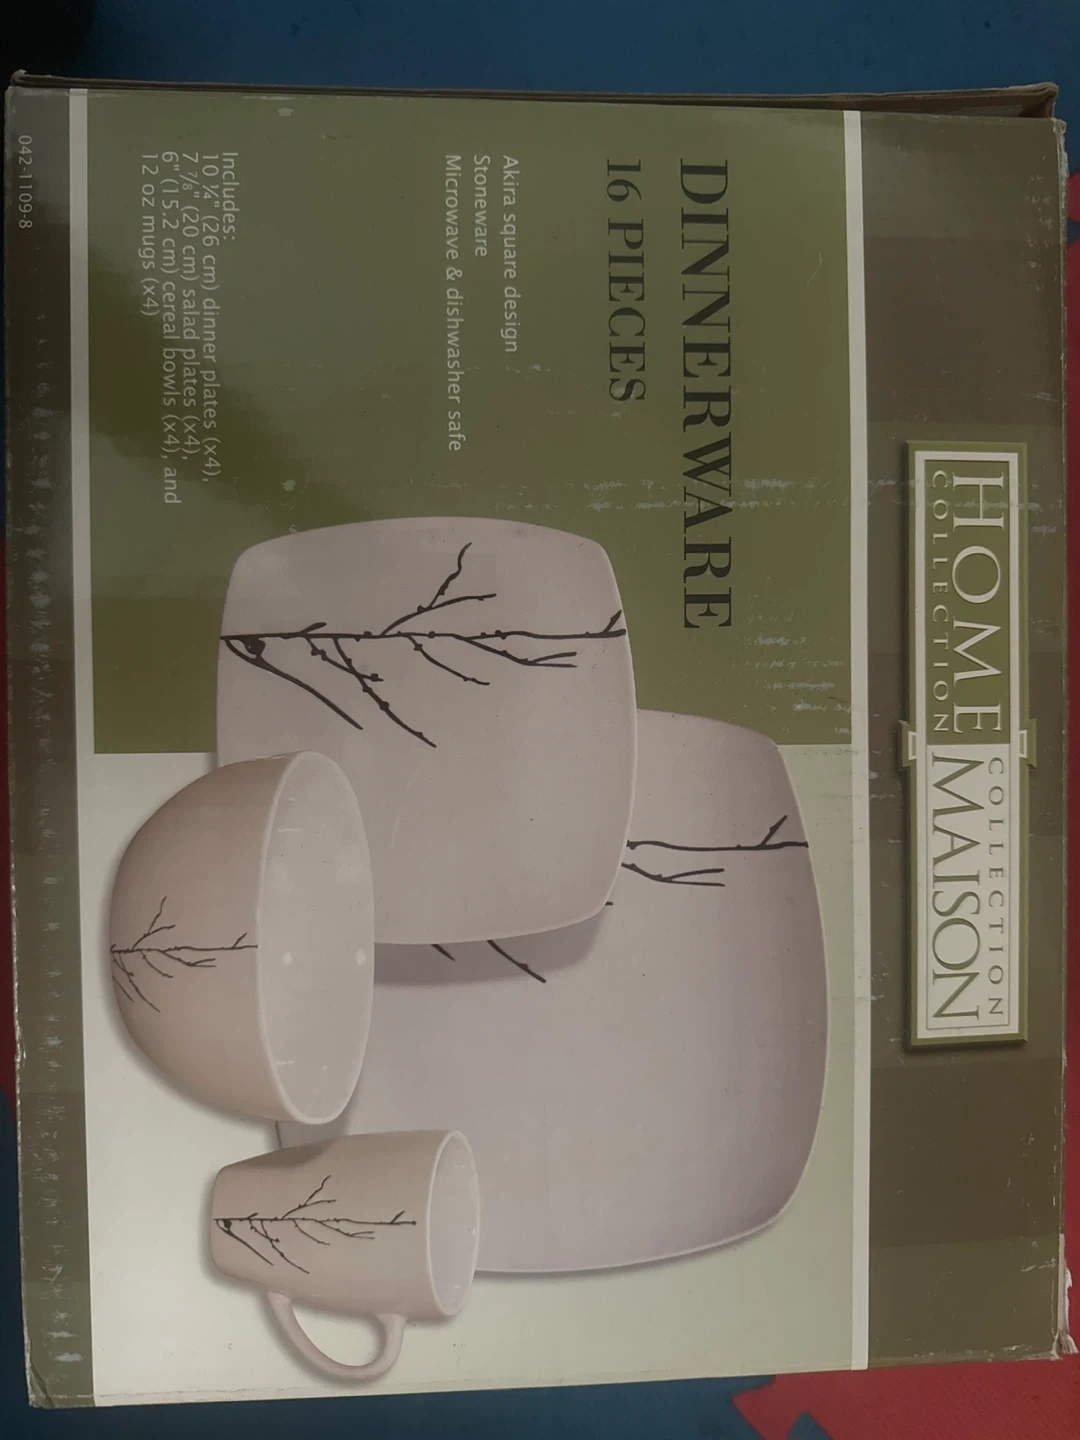 HOME COLLECTION
COLLECTION MAISON
DINNERWARE
16 PIECES
Akira square design
Stoneware
Microwave & dishwasher safe
Includes:
10 ¼" (26 cm) dinner plates (x4),
7 ⅞" (20 cm) salad plates (x4),
6" (15.2 cm) cereal bowls (x4), and
12 oz mugs (x4)
042-1109-8